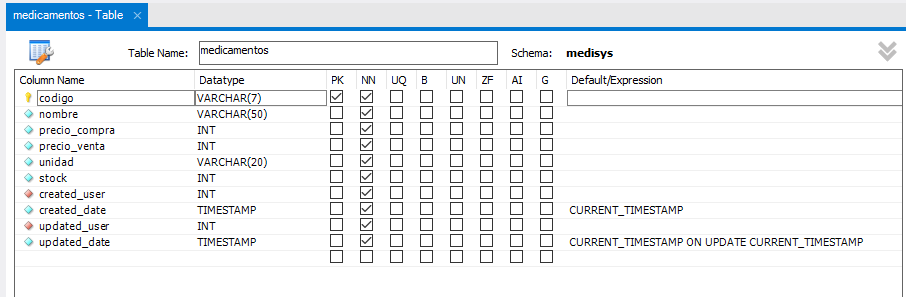 medicamentos - Table ×
Table Name: medicamentos Schema: medisys
Column Name Datatype PK NN UQ B UN ZF AI G Default/Expression
codigo VARCHAR(7)
nombre VARCHAR(50)
precio_compra INT
precio_venta INT
unidad VARCHAR(20)
stock INT
created_user INT
created_date TIMESTAMP CURRENT_TIMESTAMP
updated_user INT
updated_date TIMESTAMP CURRENT_TIMESTAMP ON UPDATE CURRENT_TIMESTAMP